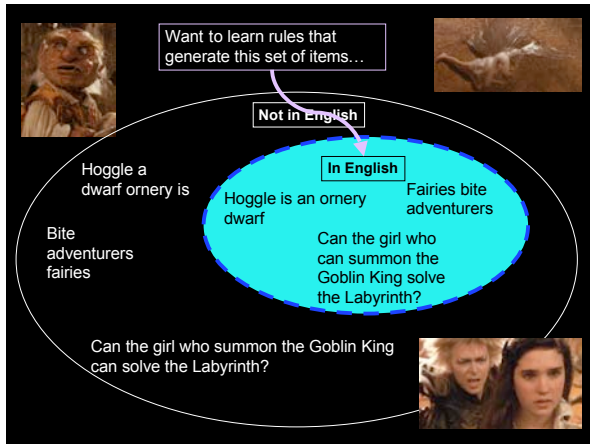 Want to learn rules that
generate this set of items…
Not in English
In English
Hoggle a
dwarf ornery is
Hoggle is an ornery
dwarf
Fairies bite
adventurers
Bite
adventurers
fairies
Can the girl who
can summon the
Goblin King solve
the Labyrinth?
Can the girl who summon the Goblin King
can solve the Labyrinth?